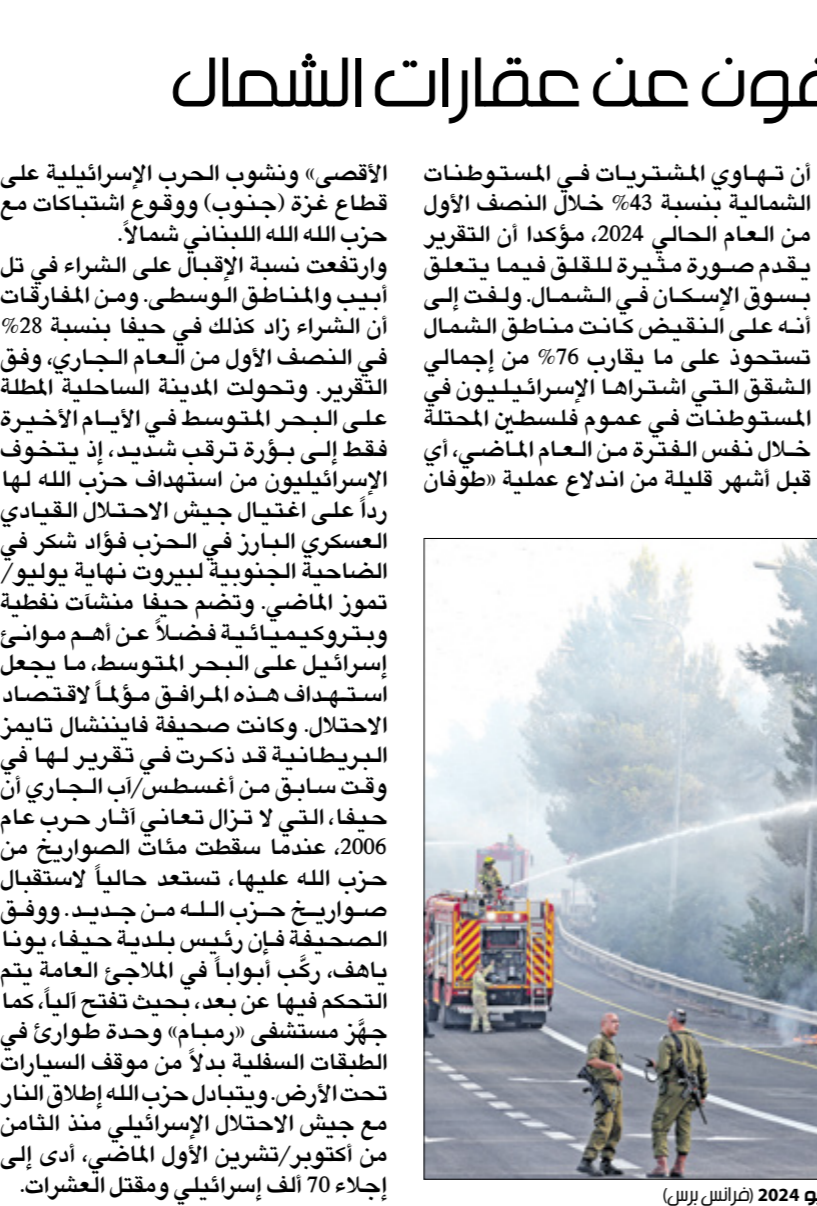 عن عقارات الشمال
أن تهاوي المشتريات في المستوطنات
الشمالية بنسبة 43% خلال النصف الأول
من العام الحالي 2024، مؤكدا أن التقرير
يقدم صورة مثيرة للقلق فيما يتعلق
بسوق الإسكان في الشمال. ولفت إلى
أنه على النقيض كانت مناطق الشمال
تستحوذ على ما يقارب 76% من إجمالي
الشقق التي اشتراها الإسرائيليون في
المستوطنات في عموم فلسطين المحتلة
خلال نفس الفترة من العام الماضي، أي
قبل أشهر قليلة من اندلاع عملية «طوفان
الأقصى» ونشوب الحرب الإسرائيلية على
قطاع غزة (جنوب) ووقوع اشتباكات مع
حزب الله الله اللبناني شمالاً.
وارتفعت نسبة الإقبال على الشراء في تل
أبيب والمناطق الوسطى. ومن المفارقات
أن الشراء زاد كذلك في حيفا بنسبة 28%
في النصف الأول من العام الجاري، وفق
التقرير. وتحولت المدينة الساحلية المطلة
على البحر المتوسط في الأيام الأخيرة
فقط إلى بؤرة ترقب شديد، إذ يتخوف
الإسرائيليون من استهداف حزب الله لها
رداً على اغتيال جيش الاحتلال القيادي
العسكري البارز في الحزب فؤاد شكر في
الضاحية الجنوبية لبيروت نهاية يوليو/
تموز الماضي. وتضم حيفا منشآت نفطية
وبتروكيميائية فضلاً عن أهم موانئ
إسرائيل على البحر المتوسط، ما يجعل
استهداف هذه المرافق مؤلماً لاقتصاد
الاحتلال. وكانت صحيفة فايننشال تايمز
البريطانية قد ذكرت في تقرير لها في
وقت سابق من أغسطس/آب الجاري أن
حيفا، التي لا تزال تعاني آثار حرب عام
2006، عندما سقطت مئات الصواريخ من
حزب الله عليها، تستعد حالياً لاستقبال
صواريخ حزب الله من جديد. ووفق
الصحيفة فإن رئيس بلدية حيفا، يونا
ياهف، ركَّب أبواباً في الملاجئ العامة يتم
التحكم فيها عن بعد، بحيث تفتح آلياً، كما
جهَّز مستشفى «رمبام» وحدة طوارئ في
الطبقات السفلية بدلاً من موقف السيارات
تحت الأرض. ويتبادل حزب الله إطلاق النار
مع جيش الاحتلال الإسرائيلي منذ الثامن
من أكتوبر/تشرين الأول الماضي، أدى إلى
إجلاء 70 ألف إسرائيلي ومقتل العشرات.
2024 (فرانس برس)